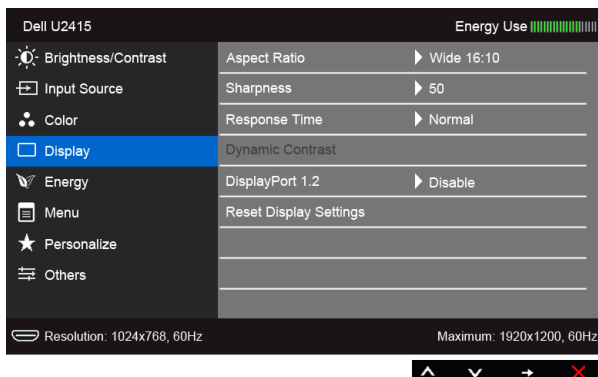 Dell U2415 Energy Use
Brightness/Contrast Aspect Ratio Wide 16:10
Input Source Sharpness 50
Color Response Time Normal
Display Dynamic Contrast
Energy DisplayPort 1.2 Disable
Menu Reset Display Settings
Personalize
Others
Resolution: 1024x768, 60Hz Maximum: 1920x1200, 60Hz